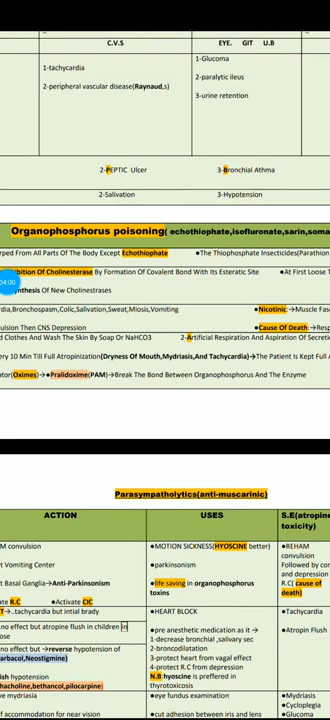 C.V.S
EYE. GIT U.B
1-tachycardia
2-peripheral vascular disease(Raynaud,s)
1-Glucoma
2-paralytic ileus
3-urine retention
2-PEPTIC Ulcer
3-Bronchial Athma
2-Salivation
3-Hypotension
Organophosphorus poisoning( echothiophate,isofluronate,sarin,soma
rped From All Parts Of The Body Except Echothiophate
●The Thiophosphate Insecticides(Parathion
ibition Of Cholinesterase By Formation Of Covalent Bond With Its Esteratic Site
●At First Loose T
04:00
nthesis Of New Cholinestrases
rdia,Bronchospasm,Colic,Salivation,Sweat,Miosis,Vomiting
●Nicotinic:→Muscle Fas
ulsion Then CNS Depression
●Cause Of Death:→Resp
d Clothes And Wash The Skin By Soap Or NaHCO3
2-Artificial Respiration And Aspiration Of Secretio
ery 10 Min Till Full Atropinization(Dryness Of Mouth,Mydriasis,And Tachycardia)→The Patient Is Kept Full A
ator(Oximes)→●Pralidoxime(PAM)→Break The Bond Between Organophosphorus And The Enzyme
Parasympatholytics(anti-muscarinic)
ACTION
USES
S.E(atropine
toxicity)
M convulsion
t Vomiting Center
t Basal Ganglia→Anti-Parkinsonism
ate R.C ●Activate CIC
●MOTION SICKNESS(HYOSCINE better)
●parkinsonism
●life saving in organophosphorus
toxins
●REHAM
convulsion
Followed by co
and depression
R.C( cause of
death)
T→..tachycardia but intial brady
●HEART BLOCK
●Tachycardia
no effect but atropine flush in children in
ose
●pre anesthetic medication as it →
1-decrease bronchial ,salivary sec
2-broncodilatation
3-protect heart from vagal effect
4-protect R.C from depression
N.B:hyoscine is preffered in
thyrotoxicosis
●Atropin Flush
no effect but →reverse hypotension of
arbacol,Neostigmine)
ish hypotension of
hacholine,bethancol,pilocarpine)
ve mydriasia
●eye fundus examination
●Mydriasis
●Cycloplegia
of accommodation for near vision
●cut adhesion between iris and lens
●Glucoma